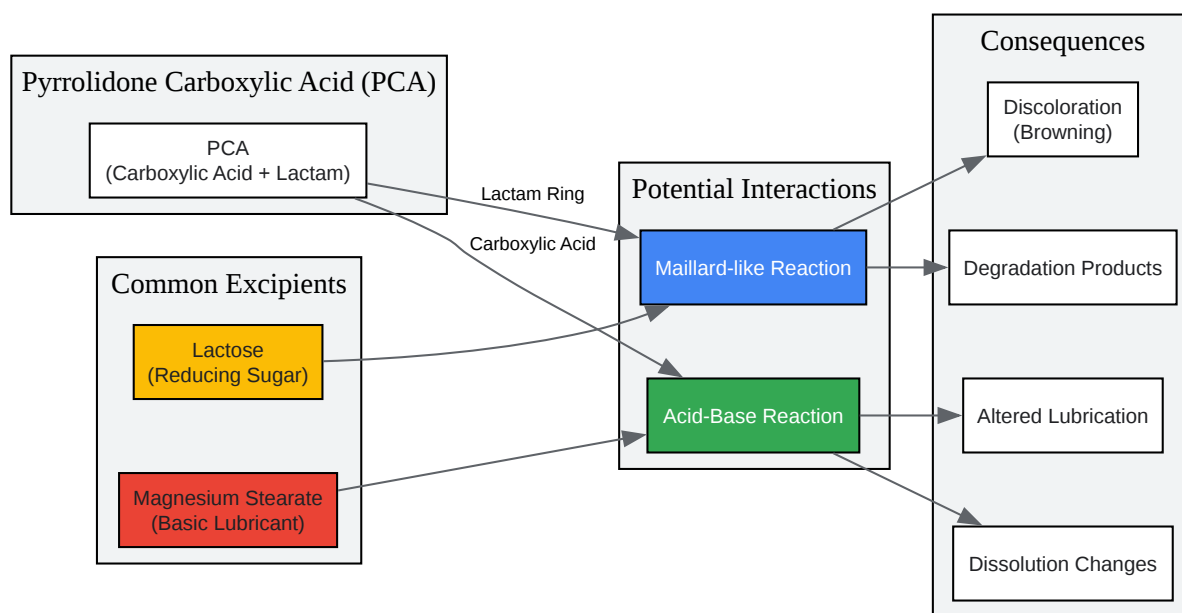 Pyrrolidone Carboxylic Acid (PCA)
PCA
(Carboxylic Acid + Lactam)
Common Excipients
Lactose
(Reducing Sugar)
Magnesium Stearate
(Basic Lubricant)
Lactam Ring
Carboxylic Acid
Potential Interactions
Maillard-like Reaction
Acid-Base Reaction
Consequences
Discoloration
(Browning)
Degradation Products
Altered Lubrication
Dissolution Changes